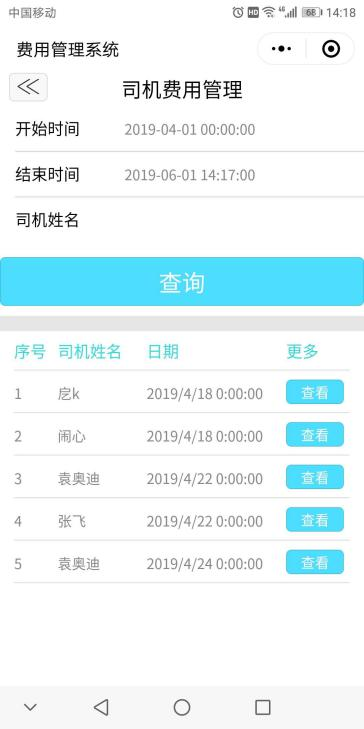 中国移动 HD 46 68 14:18
费用管理系统
司机费用管理
开始时间 2019-04-01 00:00:00
结束时间 2019-06-01 14:17:00
司机姓名
查询
序号 司机姓名 日期 更多
1 戹k 2019/4/18 0:00:00 查看
2 闹心 2019/4/18 0:00:00 查看
3 袁奥迪 2019/4/22 0:00:00 查看
4 张飞 2019/4/22 0:00:00 查看
5 袁奥迪 2019/4/24 0:00:00 查看